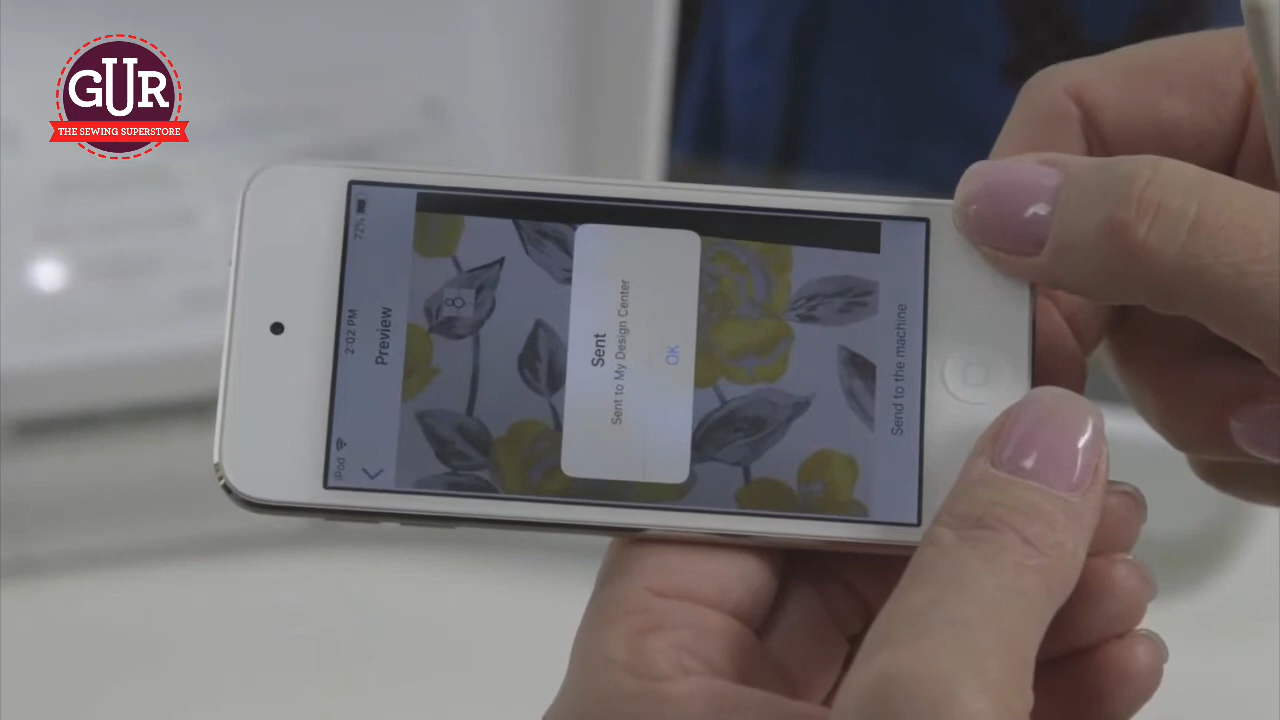 GUR
THE SEWING SUPERSTORE
iPod
2:02 PM
72%
Preview
8
Sent
Sent to My Design Center
OK
Send to the machine